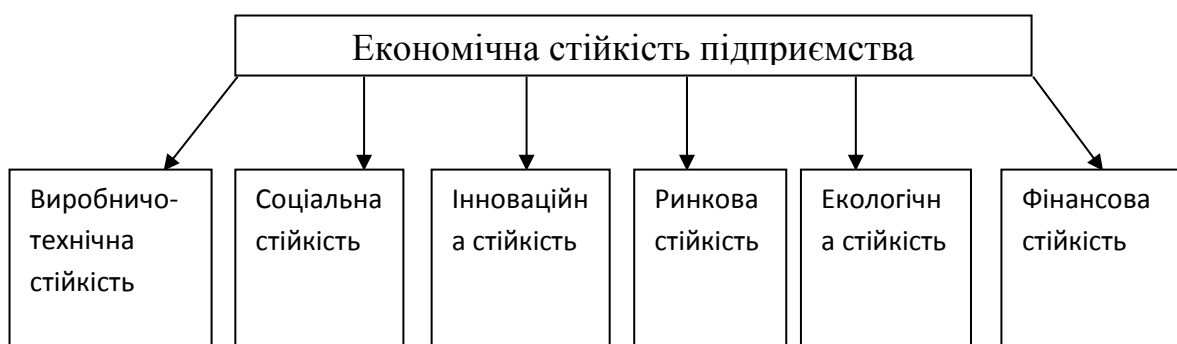 Економічна стійкість підприємства
Виробничо-
технічна
стійкість
Соціальна
стійкість
Інноваційн
а стійкість
Ринкова
стійкість
Екологічн
а стійкість
Фінансова
стійкість